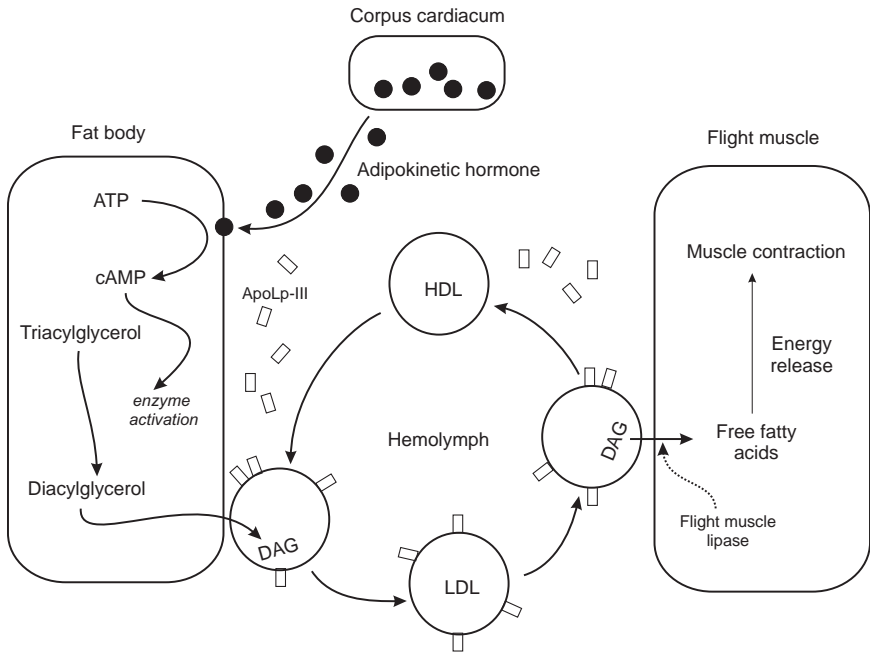 Corpus cardiacum
Fat body
Flight muscle
Adipokinetic hormone
ATP
cAMP
ApoLp-III
HDL
Muscle contraction
Triacylglycerol
Energy
release
enzyme
activation
Hemolymph
DAG
Free fatty
acids
Diacylglycerol
DAG
Flight muscle
lipase
LDL